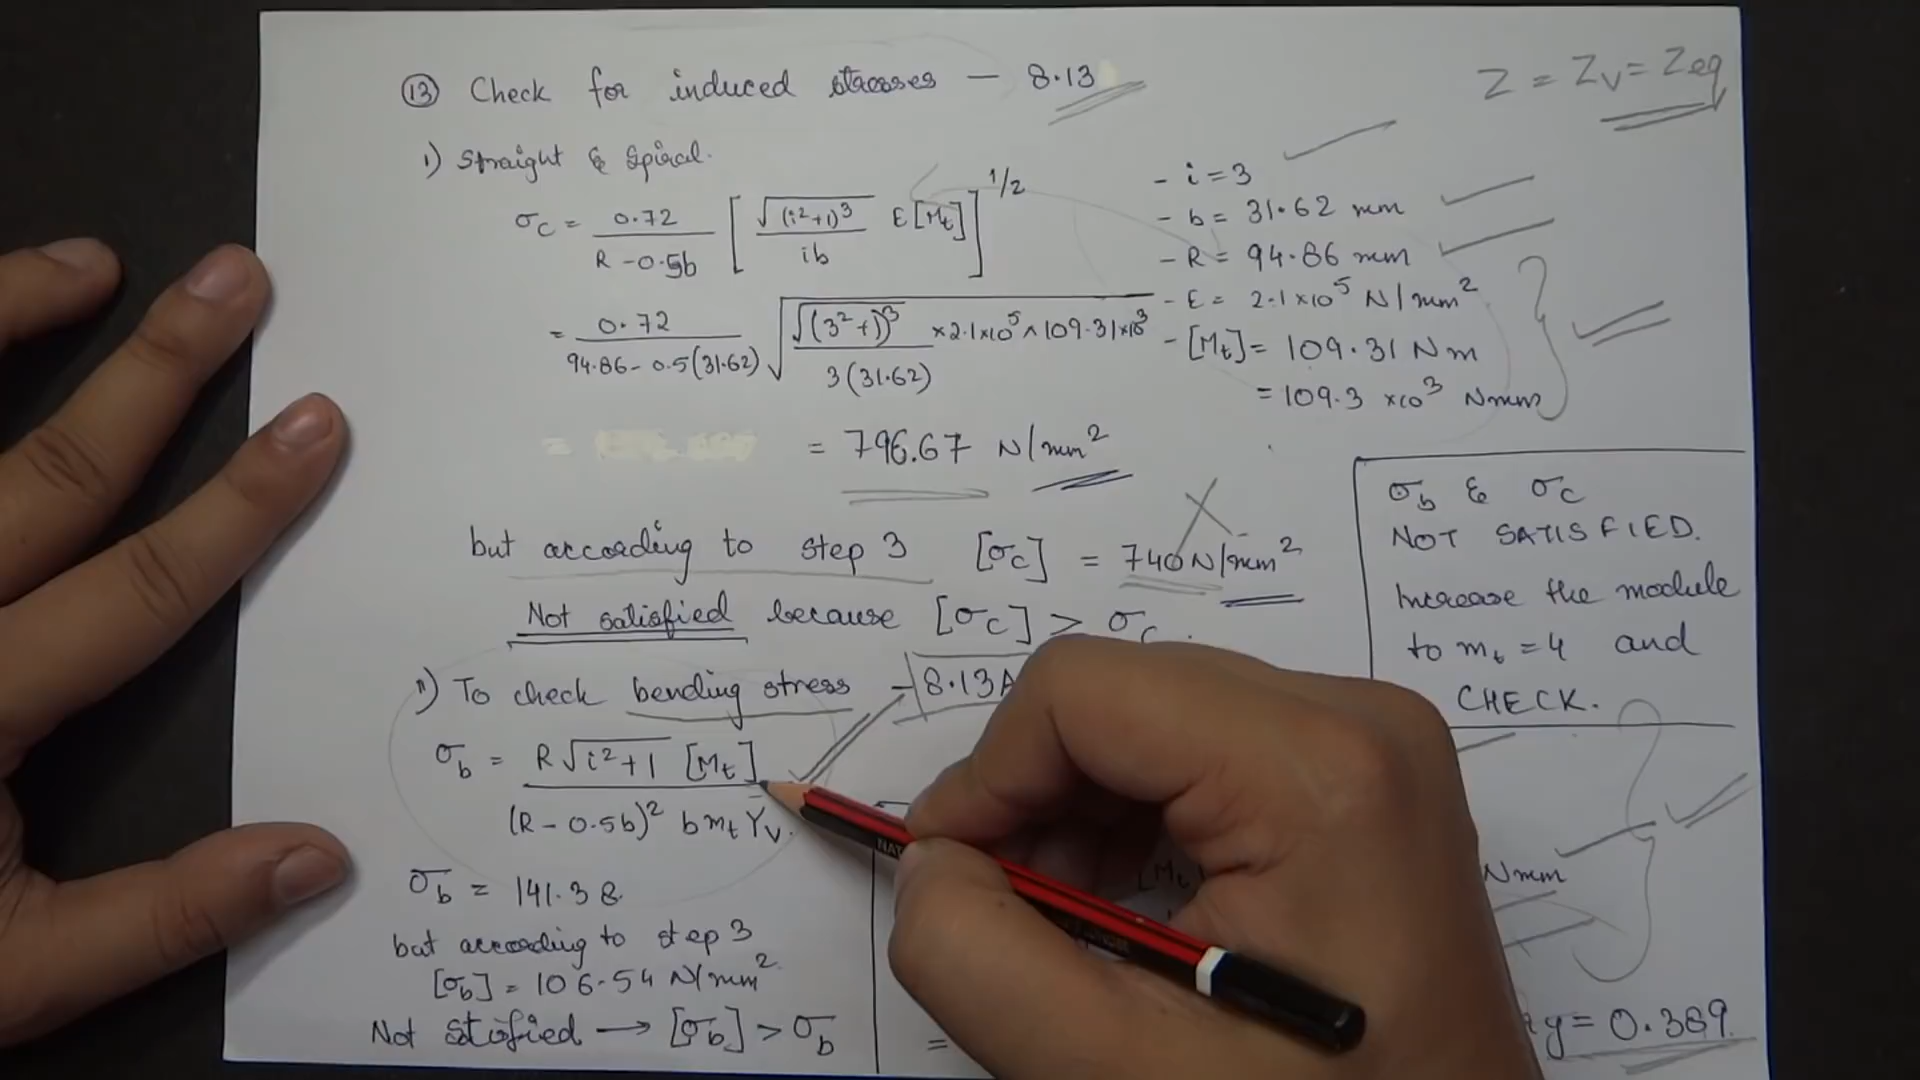 ⑬ Check for induced stresses — 8.13
Z = Zv = Zeq
i) Straight & Spiral.
σc = 0.72 / (R - 0.5b) [ √(i²+1)³ / ib E[Mt] ]^1/2
= 0.72 / (94.86 - 0.5(31.62)) √( √(3²+1)³ / 3(31.62) × 2.1×10⁵ × 109.31×10³ )
- i = 3
- b = 31.62 mm
- R = 94.86 mm
- E = 2.1×10⁵ N/mm²
- [Mt] = 109.31 Nm
= 109.3 ×10³ Nmm
= 796.67 N/mm²
but according to step 3 [σc] = 740 N/mm²
Not satisfied because [σc] > σc.
σb & σc
NOT SATISFIED.
Increase the module
to mt = 4 and
CHECK.
ii) To check bending stress – 8.13A
σb = R√i²+1 [Mt] / (R - 0.5b)² b mt Yv.
σb = 141.38
but according to step 3
[σb] = 106.54 N/mm²
Not stisfied → [σb] > σb
[Mt]
Nmm
=
y = 0.389